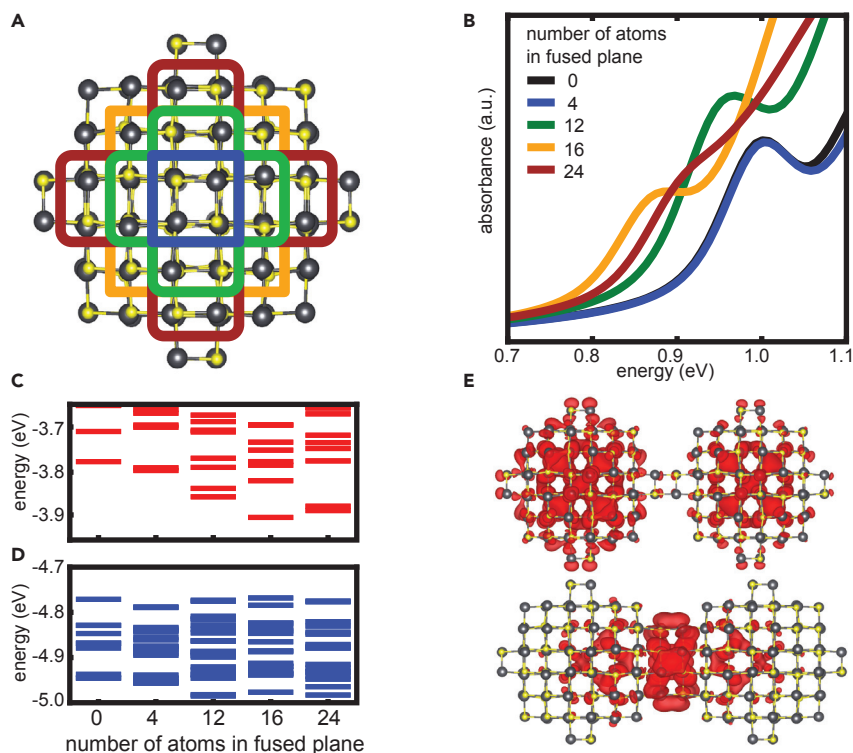 A
B
number of atoms
in fused plane
0
4
12
16
24
absorbance (a.u.)
0.7 0.8 0.9 1.0 1.1
energy (eV)
C
energy (eV)
-3.7
-3.8
-3.9
D
energy (eV)
-4.7
-4.8
-4.9
-5.0
0 4 12 16 24
number of atoms in fused plane
E